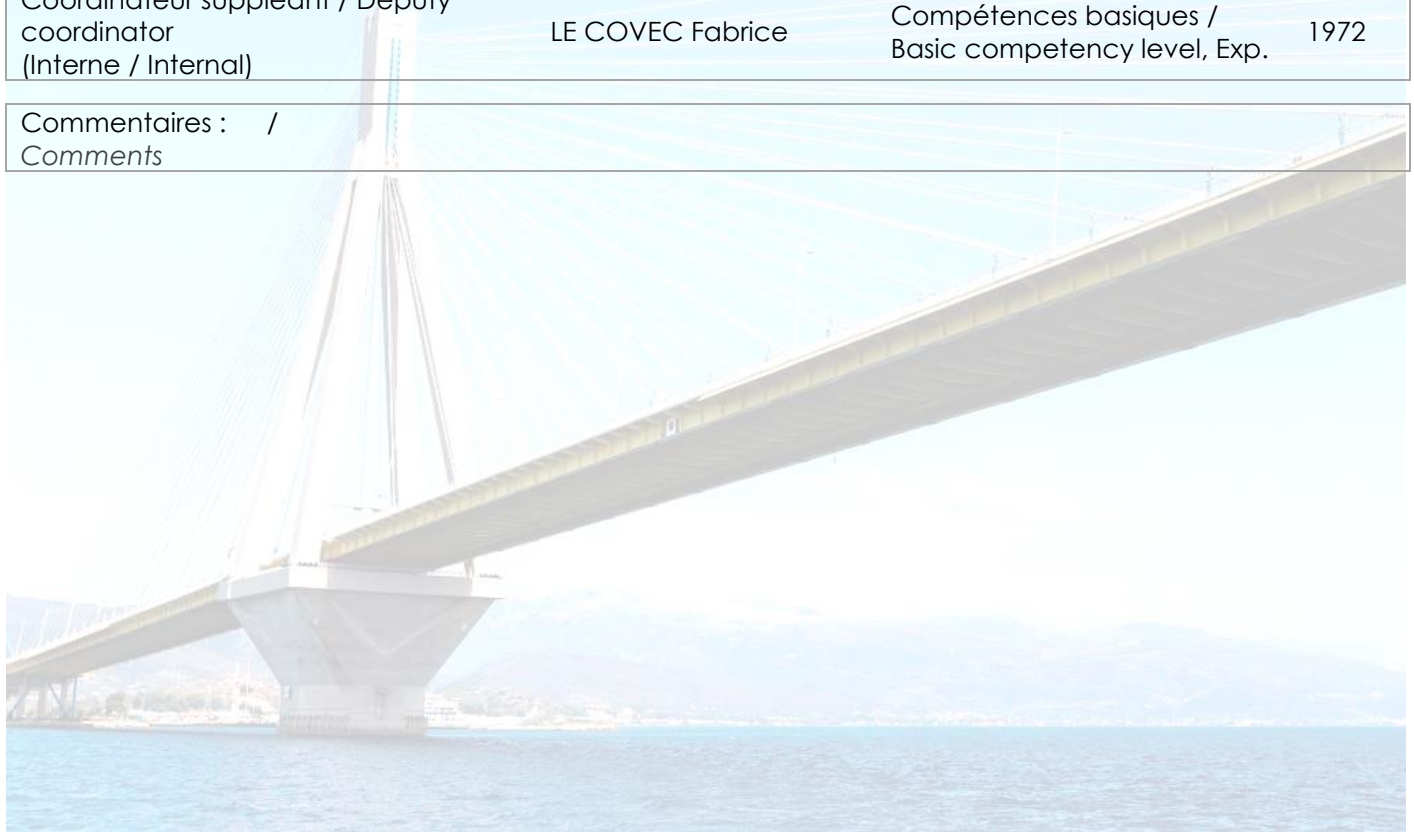 Coordinateur suppléant / Deputy
coordinator
(Interne / Internal)
LE COVEC Fabrice
Compétences basiques /
Basic competency level, Exp.
1972
Commentaires : /
Comments